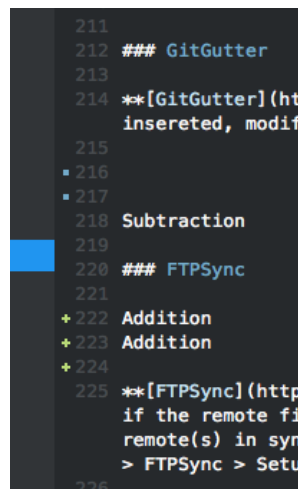 211
212 ### GitGutter
213
214 **[GitGutter](ht
insereted, modif
215
216
217
218 Subtraction
219
220 ### FTPSync
221
+ 222 Addition
+ 223 Addition
+ 224
225 **[FTPSync](http
if the remote fi
remote(s) in syn
> FTPSync > Setu
226